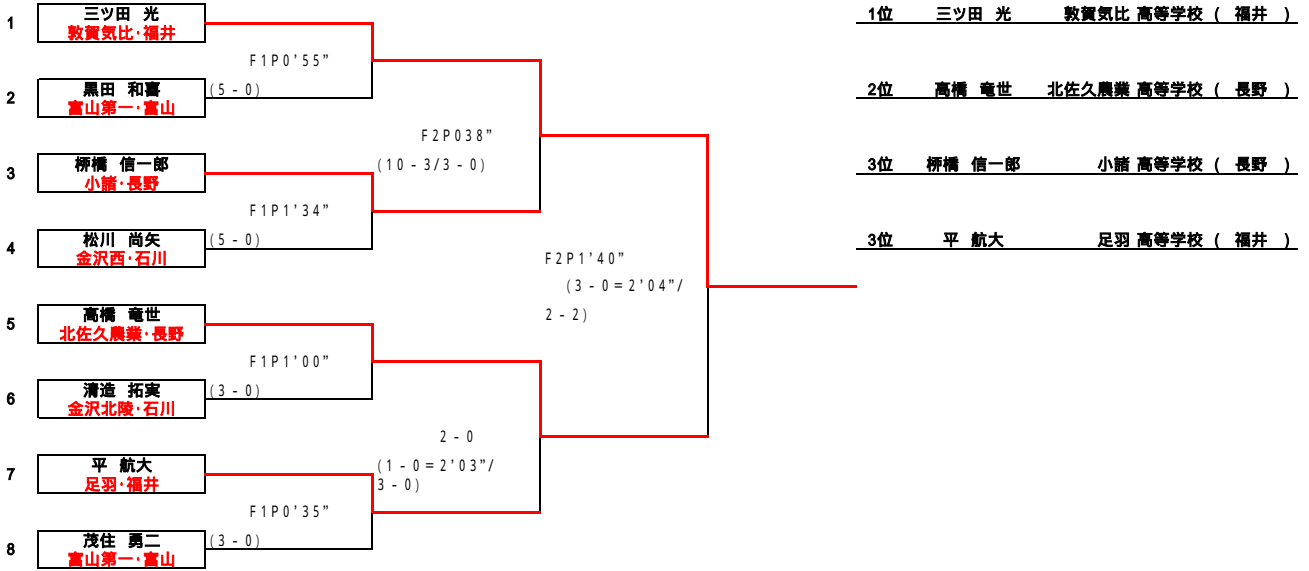 1
三ツ田 光
敦賀気比・福井
F1P0'55"
2
黒田 和喜
富山第一・富山
(5-0)
F2P038"
(10-3/3-0)
3
栁橋 信一郎
小諸・長野
F1P1'34"
4
松川 尚矢
金沢西・石川
(5-0)
F2P1'40"
(3-0=2'04"/
2-2)
5
高橋 竜世
北佐久農業・長野
F1P1'00"
6
清造 拓実
金沢北陵・石川
(3-0)
2-0
(1-0=2'03"/
3-0)
7
平 航大
足羽・福井
F1P0'35"
8
茂住 勇二
富山第一・富山
(3-0)
1位 三ツ田 光 敦賀気比 高等学校 ( 福井 )
2位 高橋 竜世 北佐久農業 高等学校 ( 長野 )
3位 栁橋 信一郎 小諸 高等学校 ( 長野 )
3位 平 航大 足羽 高等学校 ( 福井 )